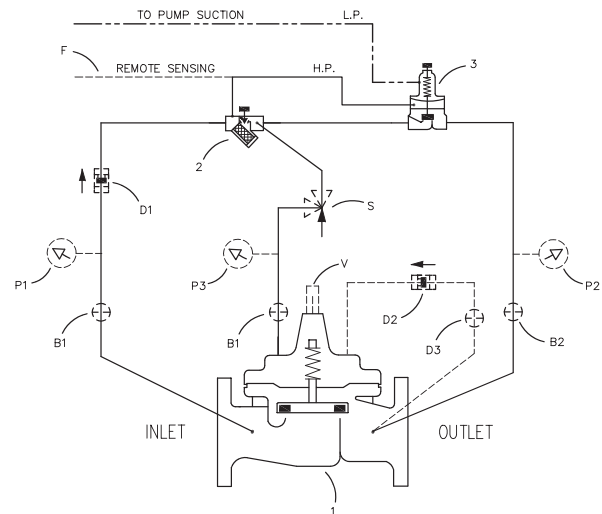 TO PUMP SUCTION L.P.
F
REMOTE SENSING H.P.
3
2
D1
S
P1
P3
V
D2
P2
B1
B1
D3
B2
INLET
OUTLET
1